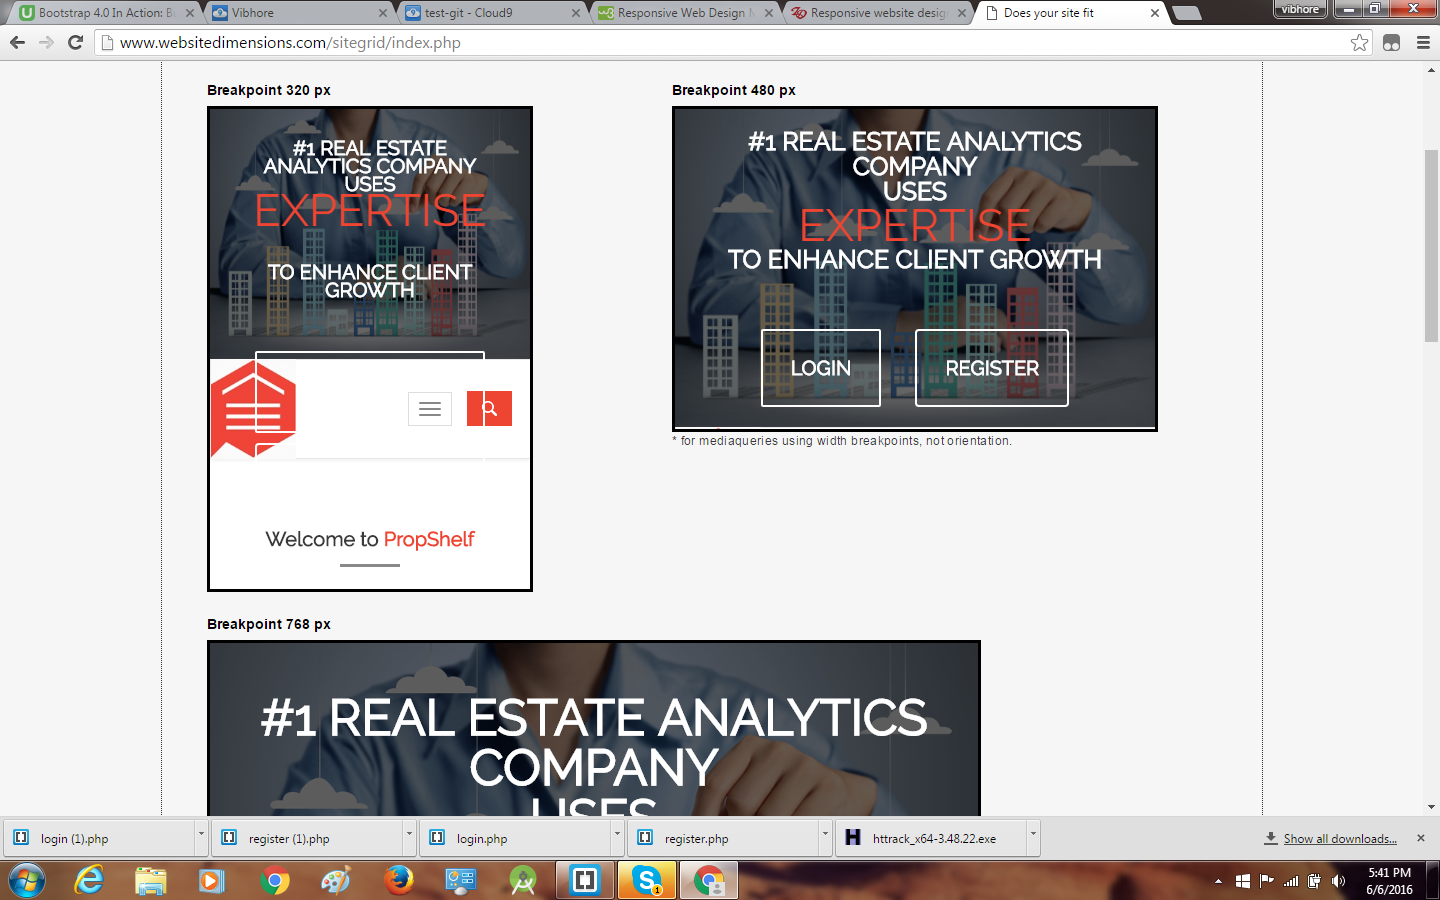 Bootstrap 4.0 In Action: B
Vibhore
test-git - Cloud9
Responsive Web Design
Responsive website desig
Does your site fit
vibhore
www.websitedimensions.com/sitegrid/index.php
Breakpoint 320 px
#1 REAL ESTATE
ANALYTICS COMPANY
USES
EXPERTISE
TO ENHANCE CLIENT
GROWTH
Welcome to PropShelf
Breakpoint 480 px
#1 REAL ESTATE ANALYTICS
COMPANY
USES
EXPERTISE
TO ENHANCE CLIENT GROWTH
LOGIN
REGISTER
* for mediaqueries using width breakpoints, not orientation.
Breakpoint 768 px
#1 REAL ESTATE ANALYTICS
COMPANY
USES
login (1).php
register (1).php
login.php
register.php
httrack_x64-3.48.22.exe
Show all downloads...
5:41 PM
6/6/2016